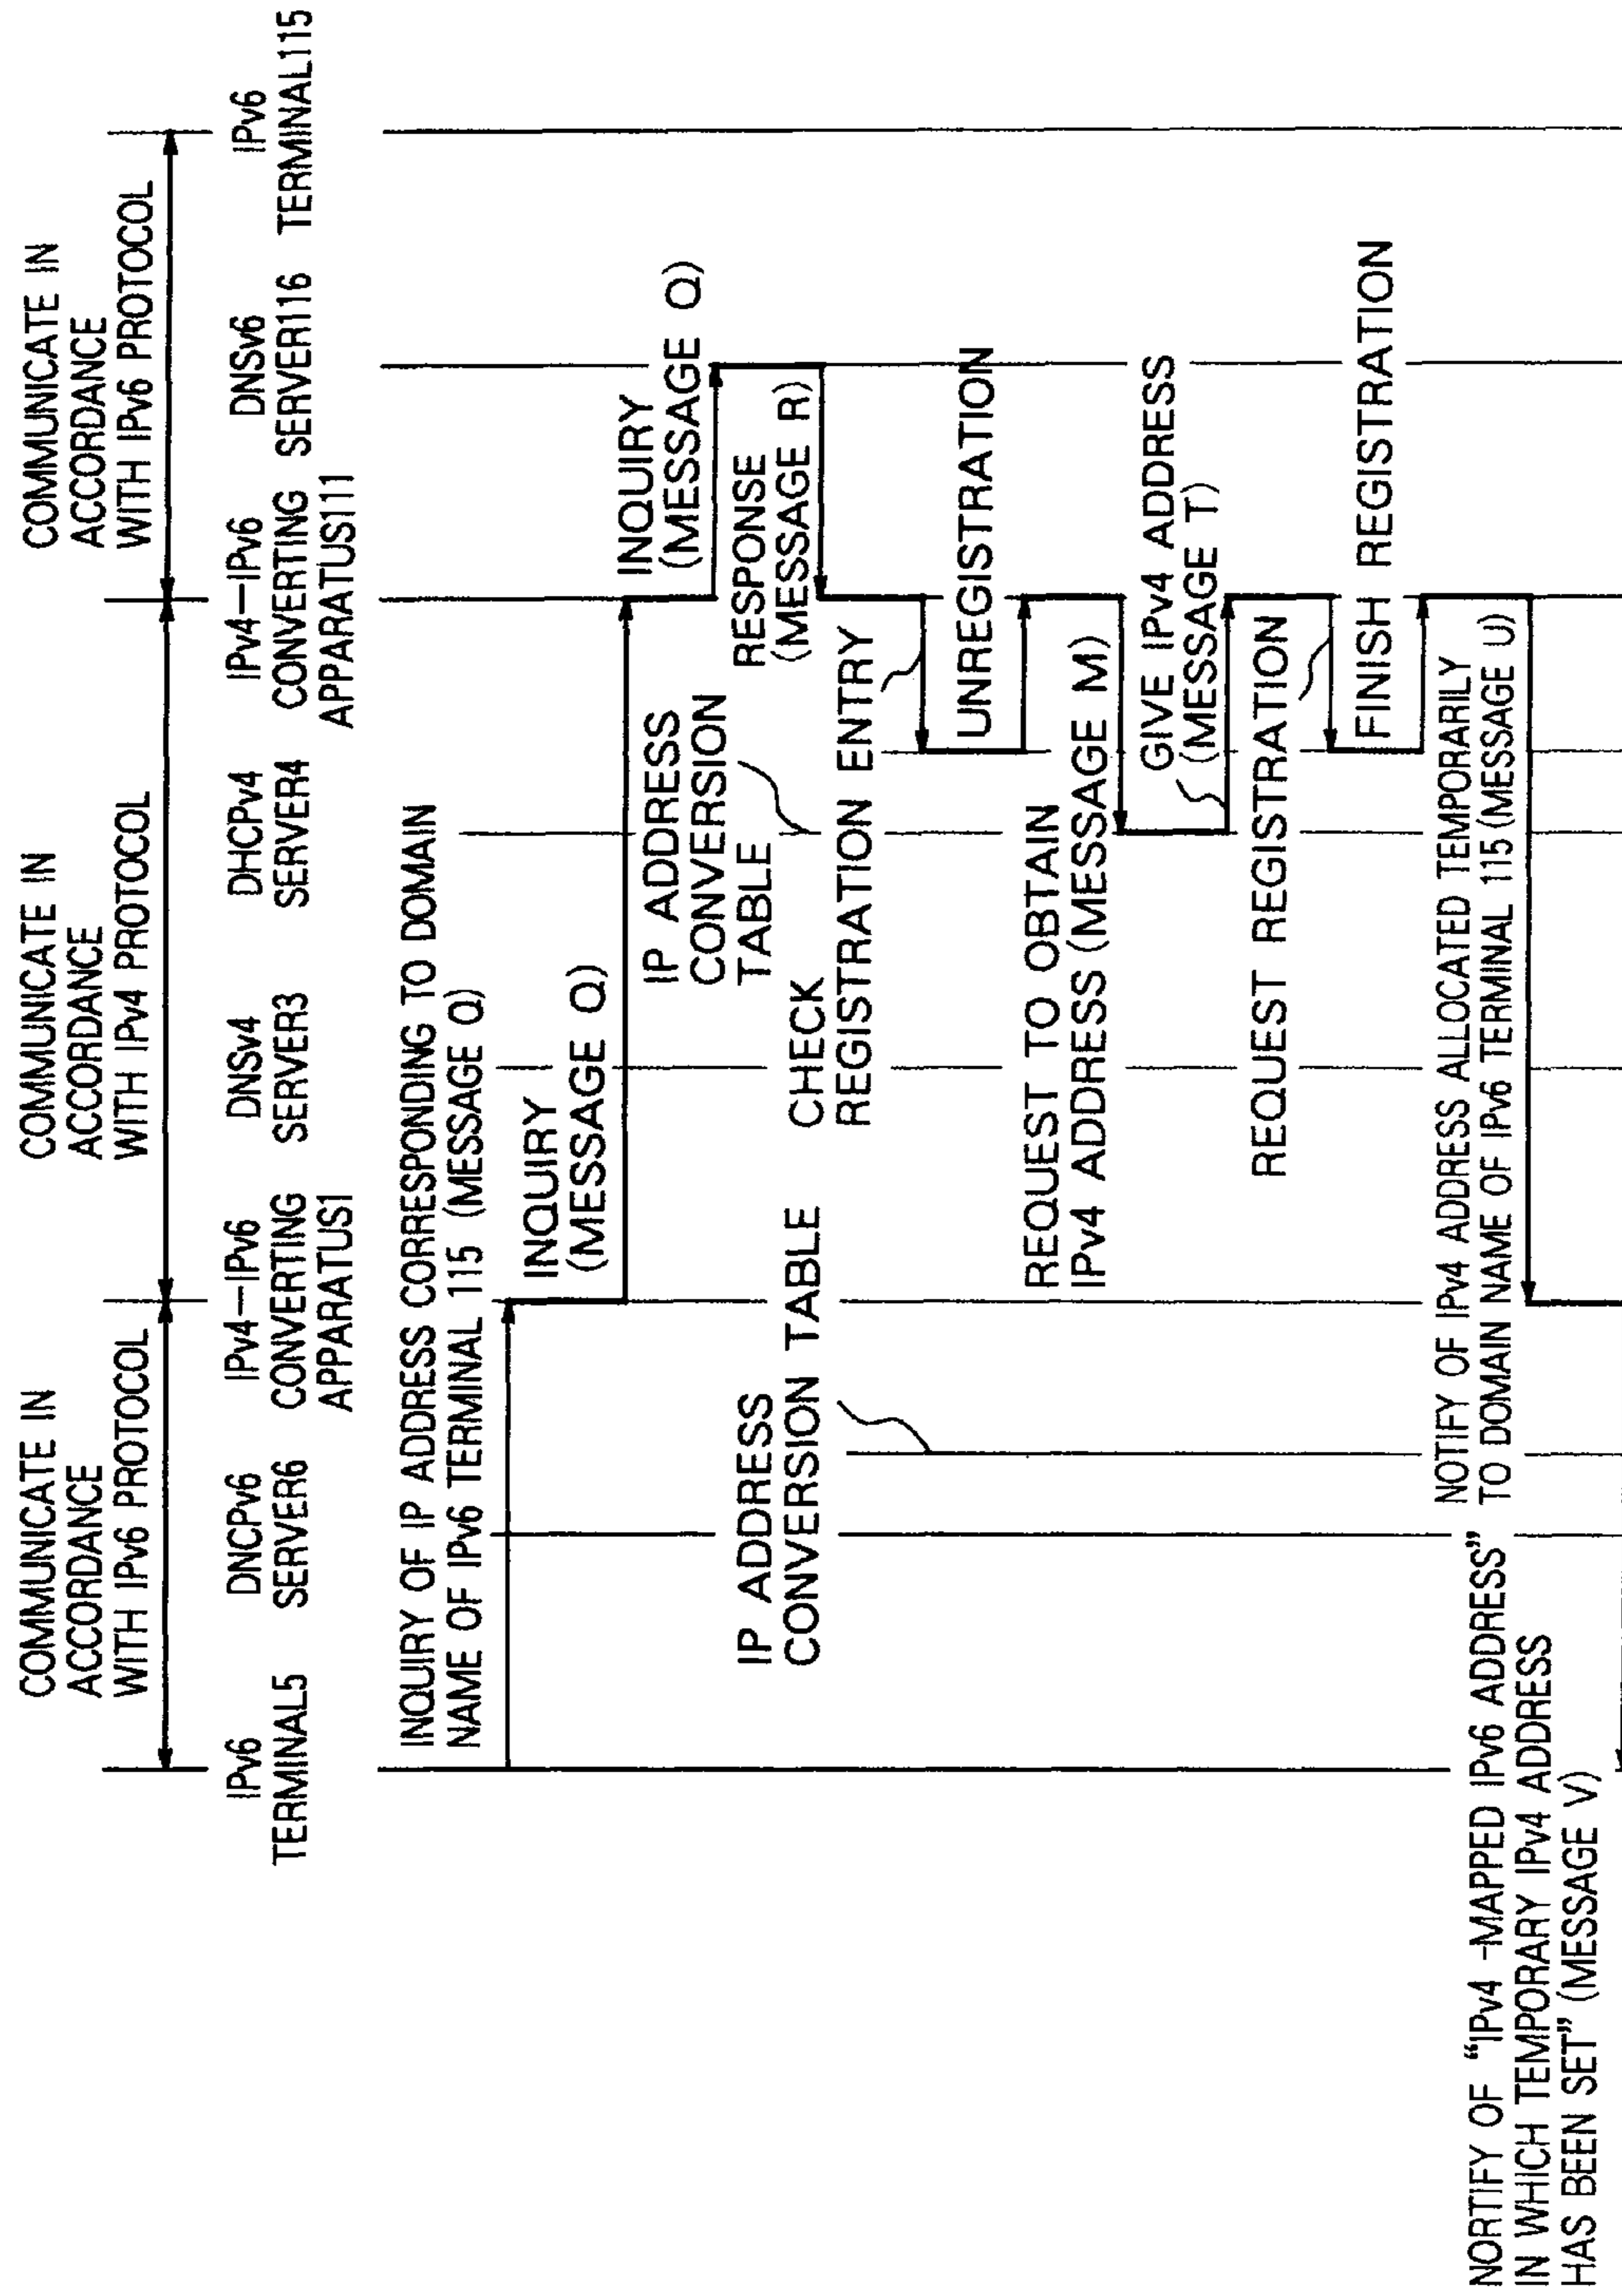 COMMUNICATE IN
ACCORDANCE
WITH IPv6 PROTOCOL
COMMUNICATE IN
ACCORDANCE
WITH IPv4 PROTOCOL
COMMUNICATE IN
ACCORDANCE
WITH IPv6 PROTOCOL
IPv6
TERMINAL5
DNCPv6
SERVER6
IPv4-IPv6
CONVERTING
APPARATUS1
DNSv4
SERVER3
DHCPv4
SERVER4
IPv4-IPv6
CONVERTING
APPARATUS111
DNSv6
SERVER116
IPv6
TERMINAL115
INQUIRY OF IP ADDRESS CORRESPONDING TO DOMAIN
NAME OF IPv6 TERMINAL 115 (MESSAGE Q)
INQUIRY
(MESSAGE Q)
INQUIRY
(MESSAGE Q)
IP ADDRESS
CONVERSION
TABLE
RESPONSE
(MESSAGE R)
IP ADDRESS
CONVERSION TABLE
CHECK
REGISTRATION ENTRY
UNREGISTRATION
REQUEST TO OBTAIN
IPv4 ADDRESS (MESSAGE M)
GIVE IPv4 ADDRESS
(MESSAGE T)
REQUEST REGISTRATION
FINISH REGISTRATION
NOTIFY OF IPv4 ADDRESS ALLOCATED TEMPORARILY
TO DOMAIN NAME OF IPv6 TERMINAL 115 (MESSAGE U)
NORTIFY OF "IPv4 -MAPPED IPv6 ADDRESS"
IN WHICH TEMPORARY IPv4 ADDRESS
HAS BEEN SET" (MESSAGE V)